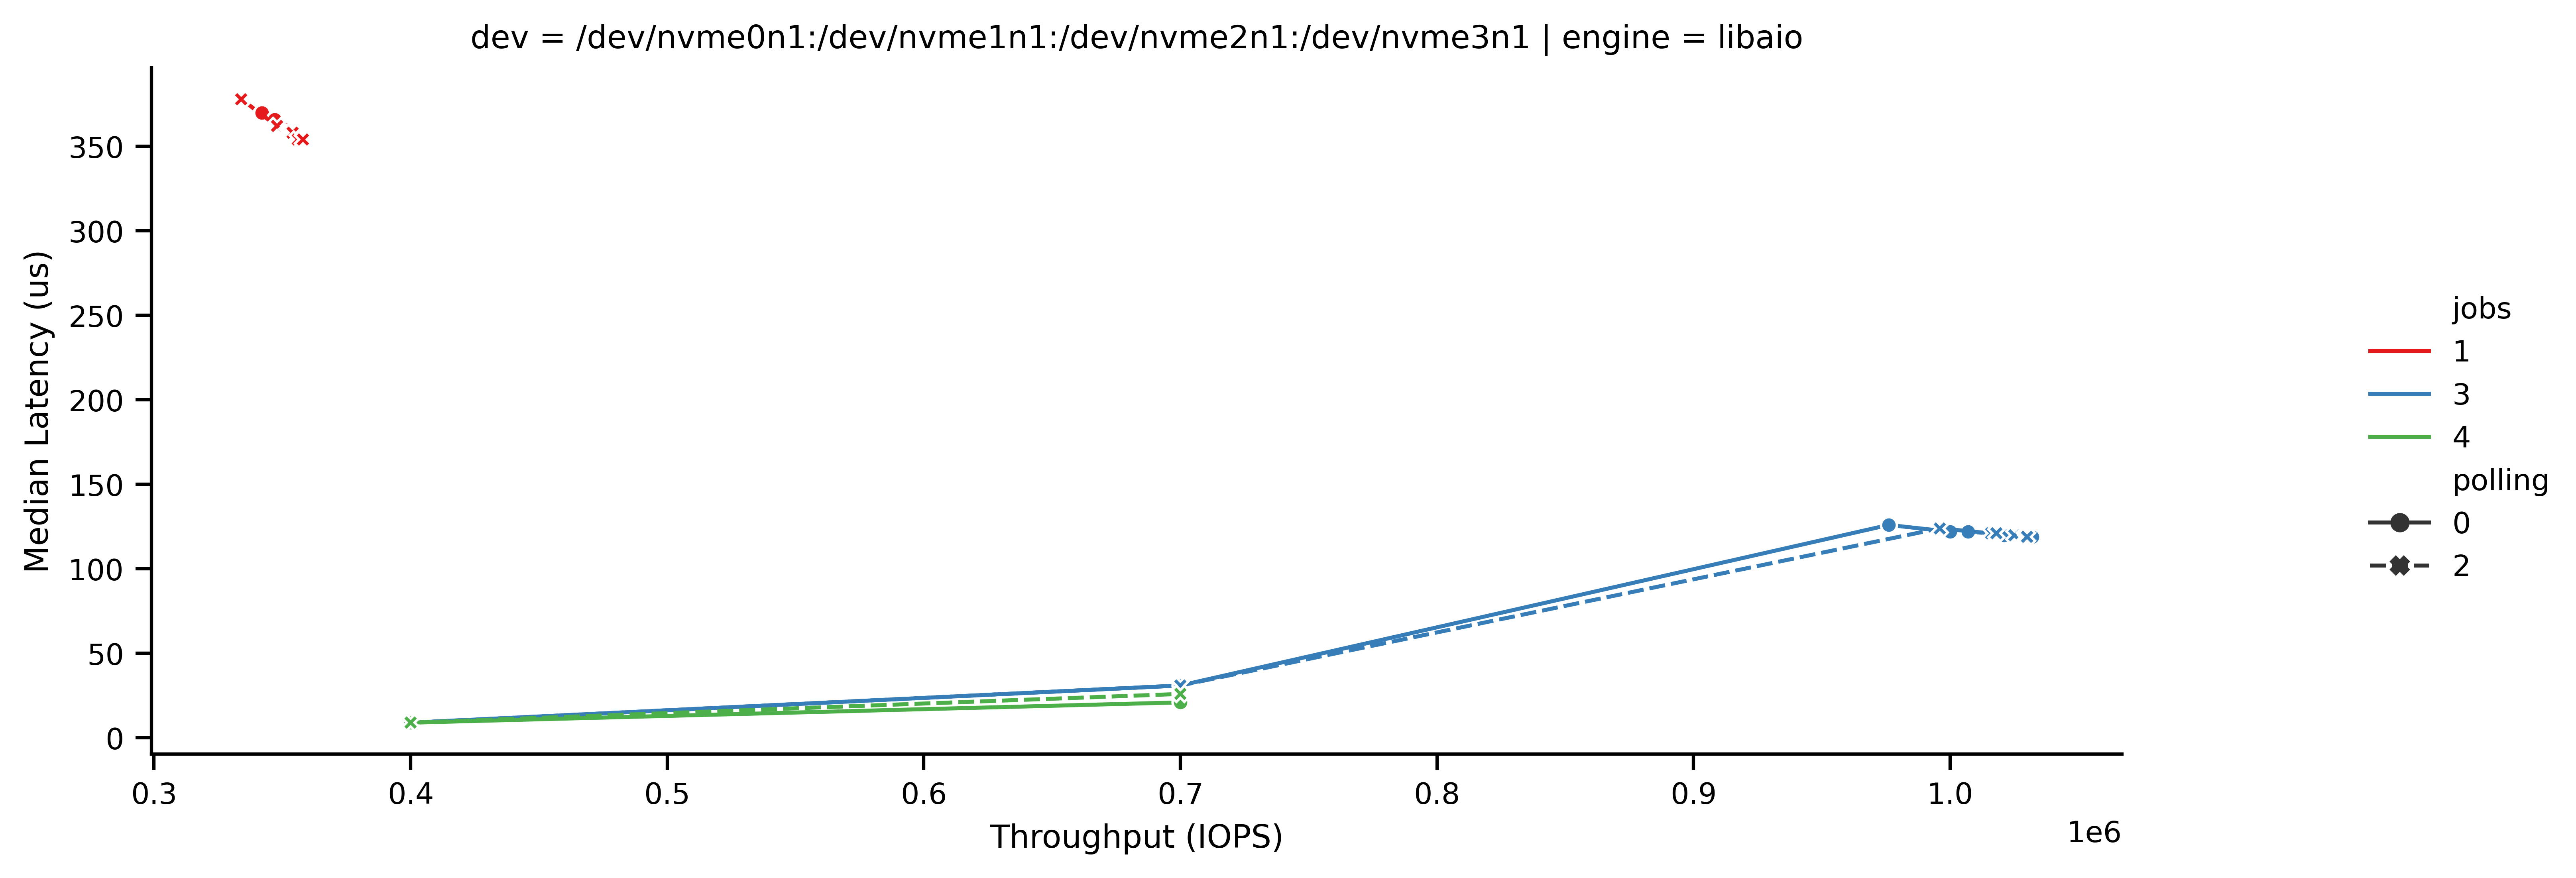 dev = /dev/nvme0n1:/dev/nvme1n1:/dev/nvme2n1:/dev/nvme3n1 | engine = libaio
Median Latency (us)
350
300
250
200
150
100
50
0
0.3 0.4 0.5 0.6 0.7 0.8 0.9 1.0
1e6
Throughput (IOPS)
jobs
1
3
4
polling
0
2